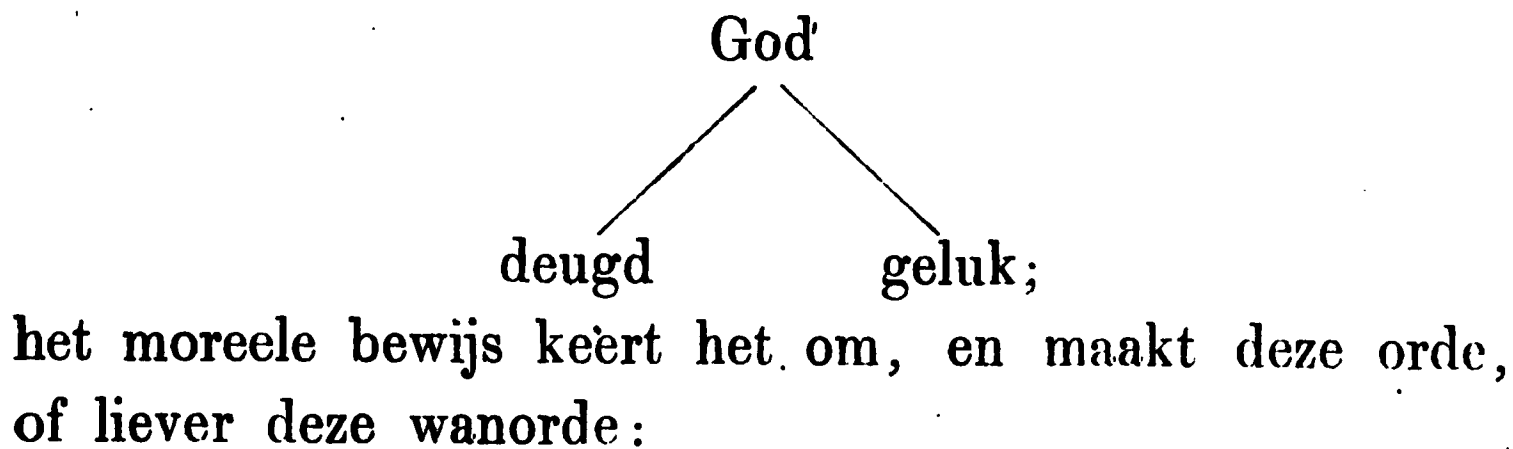 God
deugd geluk;
het moreele bewijs keert het om, en maakt deze orde,
of liever deze wanorde: